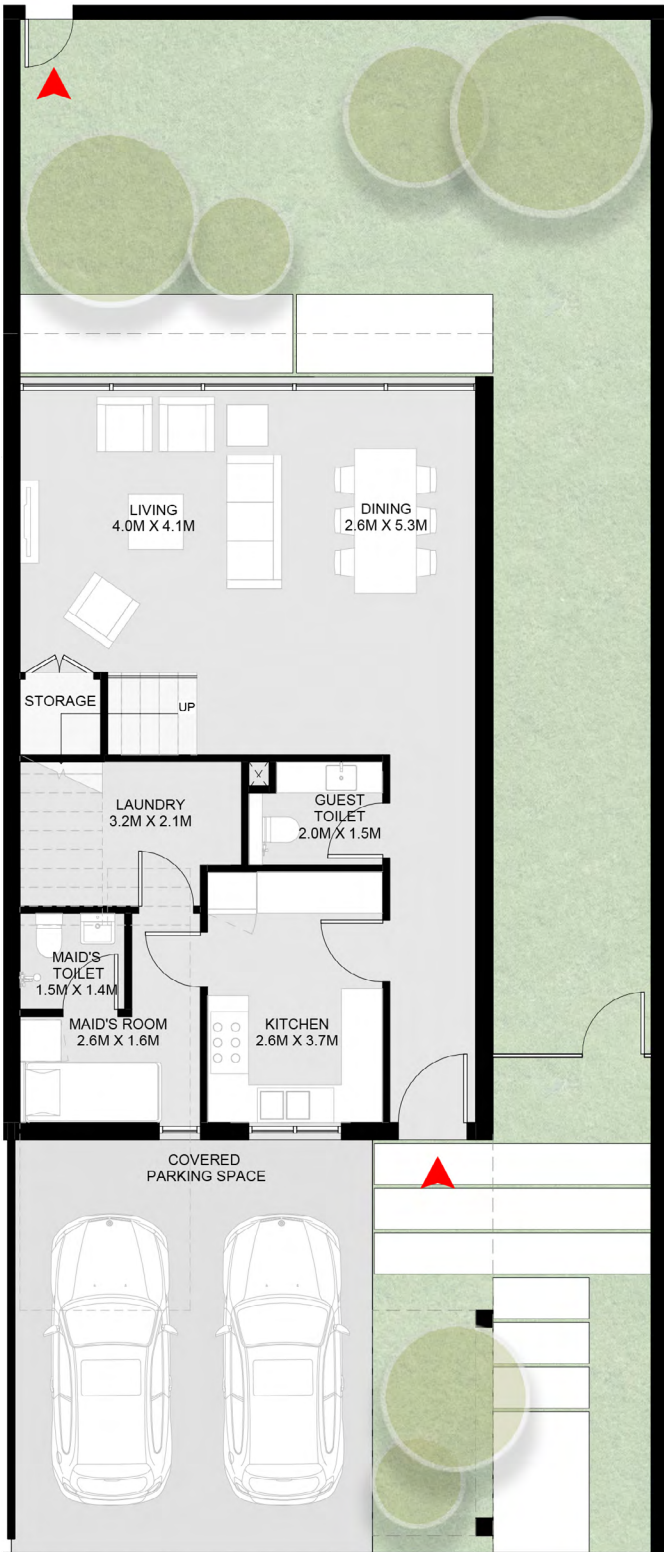 LIVING
4.0M X 4.1M
DINING
2.6M X 5.3M
STORAGE
UP
LAUNDRY
3.2M X 2.1M
GUEST
TOILET
2.0M X 1.5M
MAID'S
TOILET
1.5M X 1.4M
MAID'S ROOM
2.6M X 1.6M
KITCHEN
2.6M X 3.7M
COVERED
PARKING SPACE